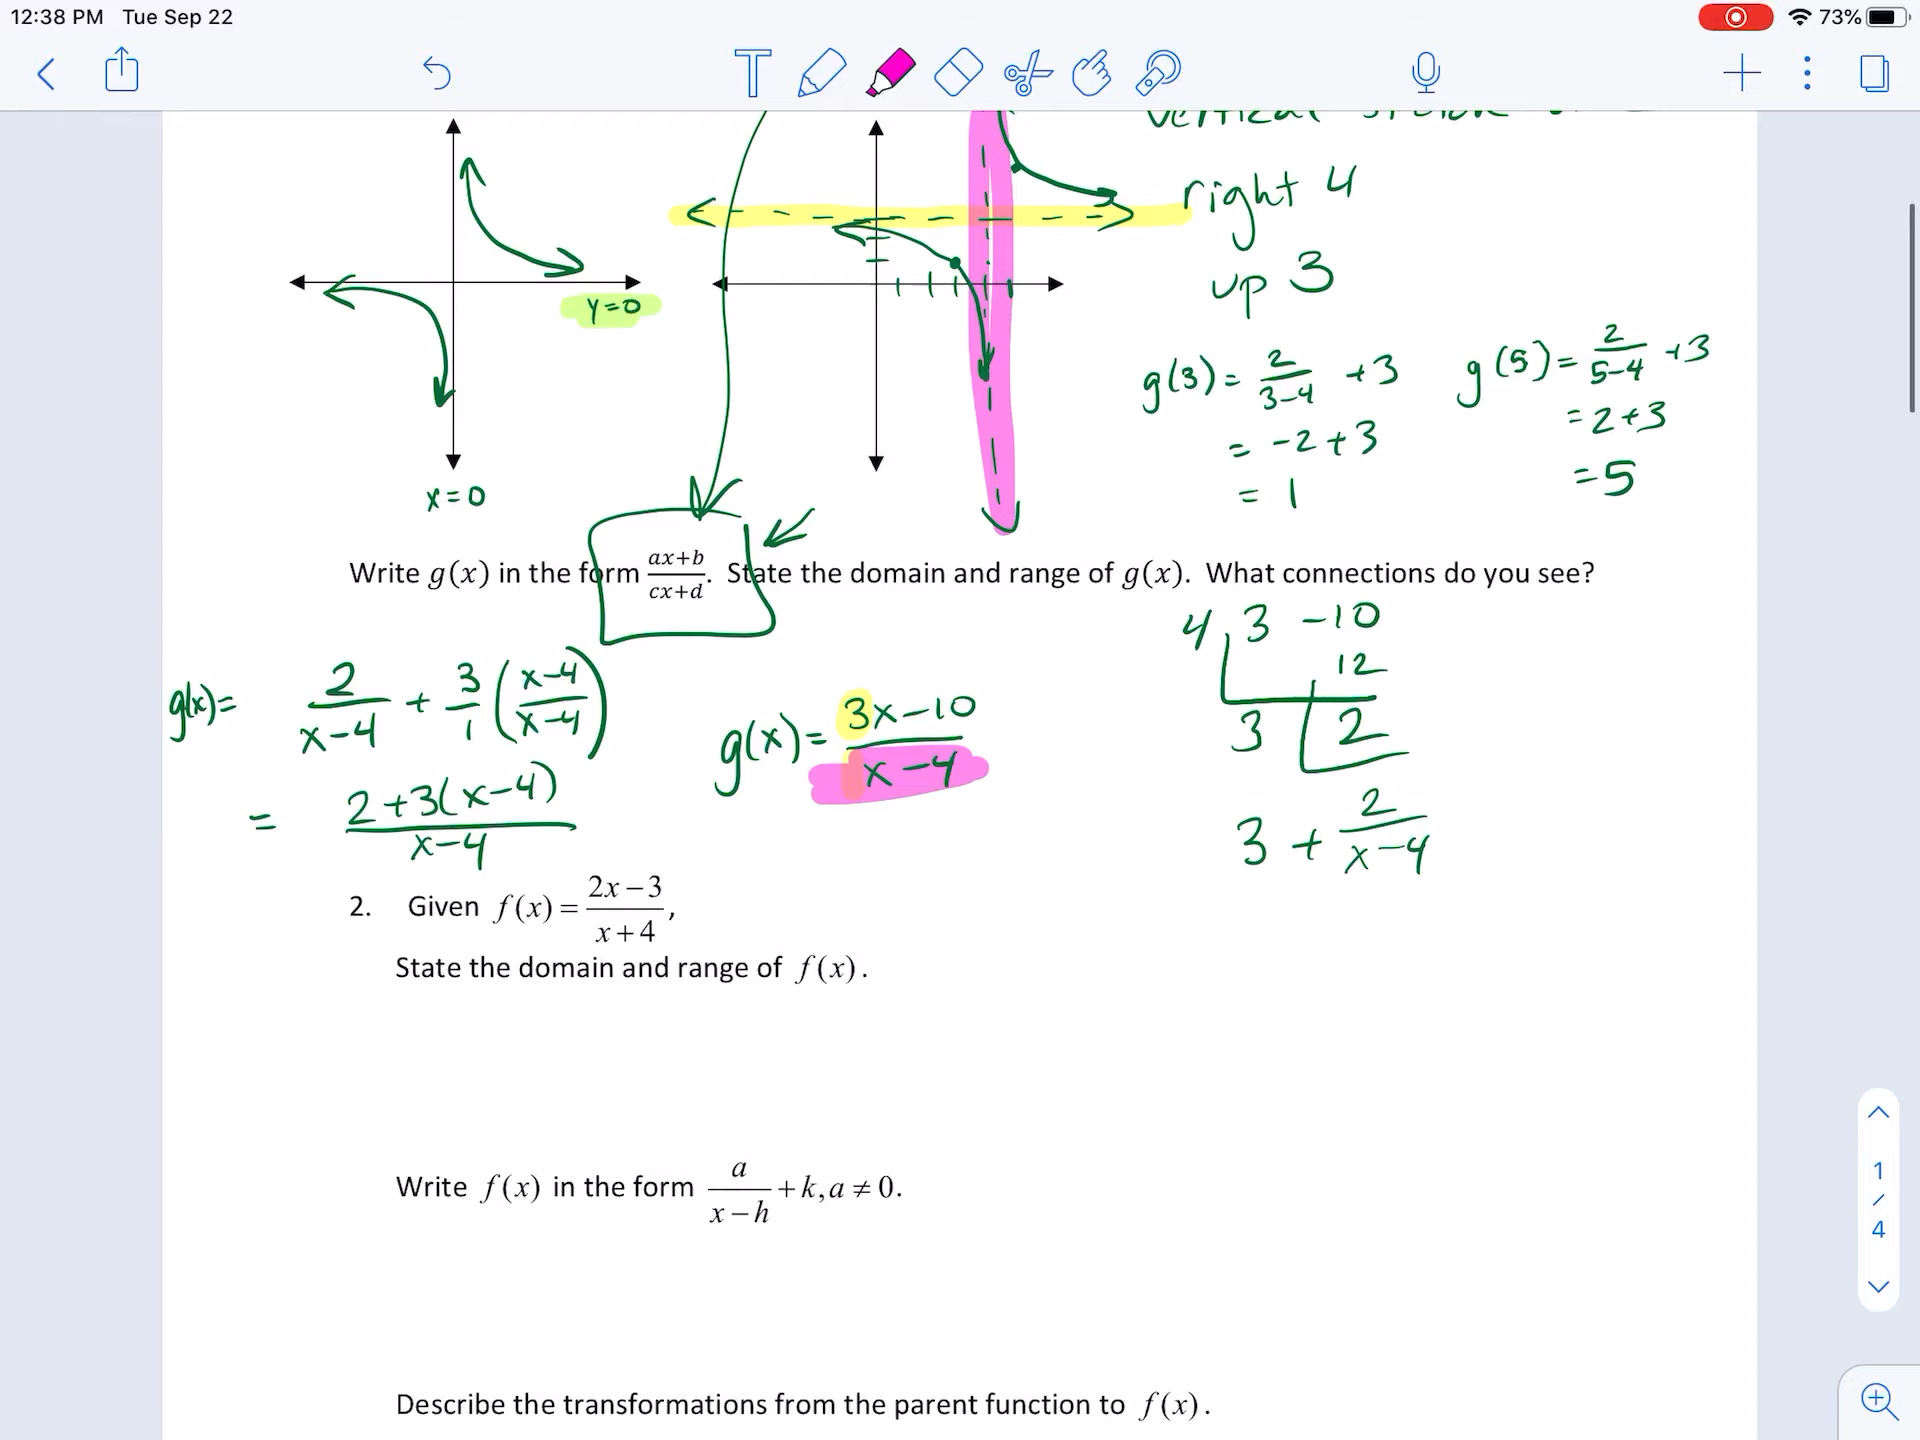 12:38 PM Tue Sep 22
73%
T
right 4
up 3
y=0
x=0
g(3) = 2/(3-4) +3
= -2+3
= 1
g(5) = 2/(5-4) +3
= 2+3
= 5
Write g(x) in the form (ax+b)/(cx+d). State the domain and range of g(x). What connections do you see?
g(x) = 2/(x-4) + 3/1 ((x-4)/(x-4))
= (2+3(x-4))/(x-4)
g(x) = (3x-10)/(x-4)
4 3 -10
12
3 2
3 + 2/(x-4)
2. Given f(x) = (2x-3)/(x+4),
State the domain and range of f(x).
Write f(x) in the form a/(x-h) + k, a ≠ 0.
Describe the transformations from the parent function to f(x).
1
/
4